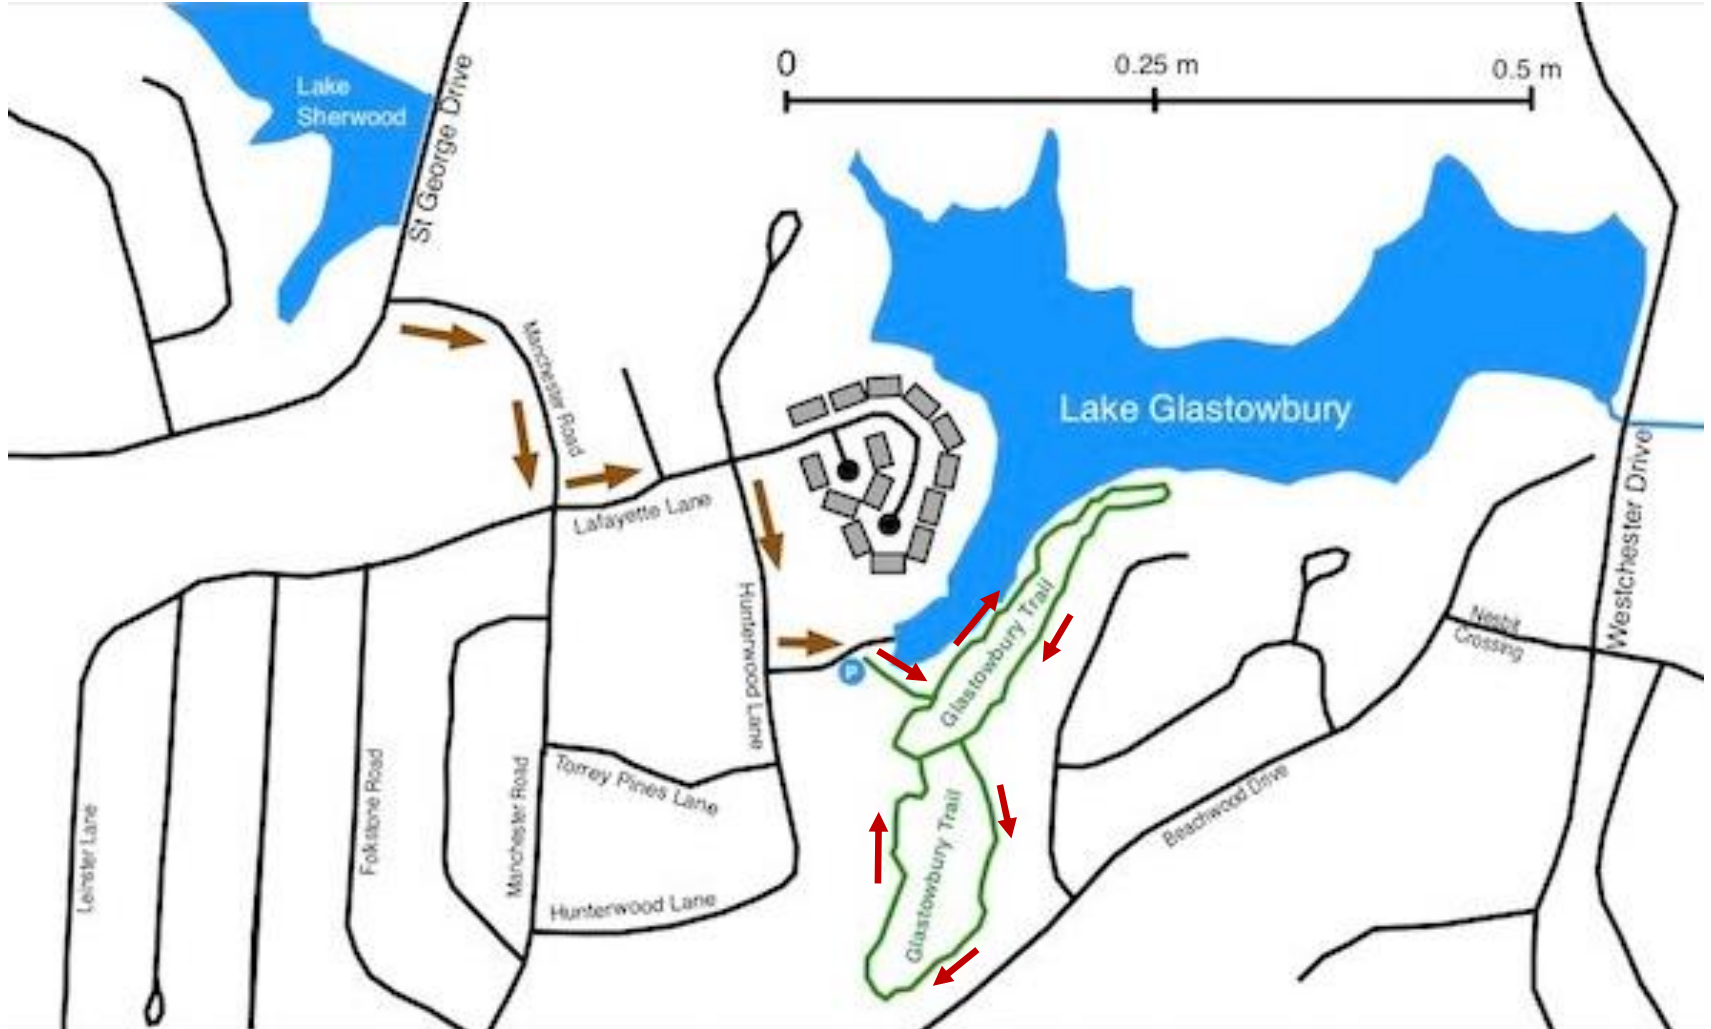 0
0.25 m
0.5 m
Lake
Sherwood
St George Drive
Manchester Road
Lake Glastowbury
Lafayette Lane
Westchester Drive
Hunterwood Lane
P
Glastowbury Trail
Nesbit
Crossing
Torrey Pines Lane
Folkstone Road
Manchester Road
Leinster Lane
Glastowbury Trail
Beachwood Drive
Hunterwood Lane